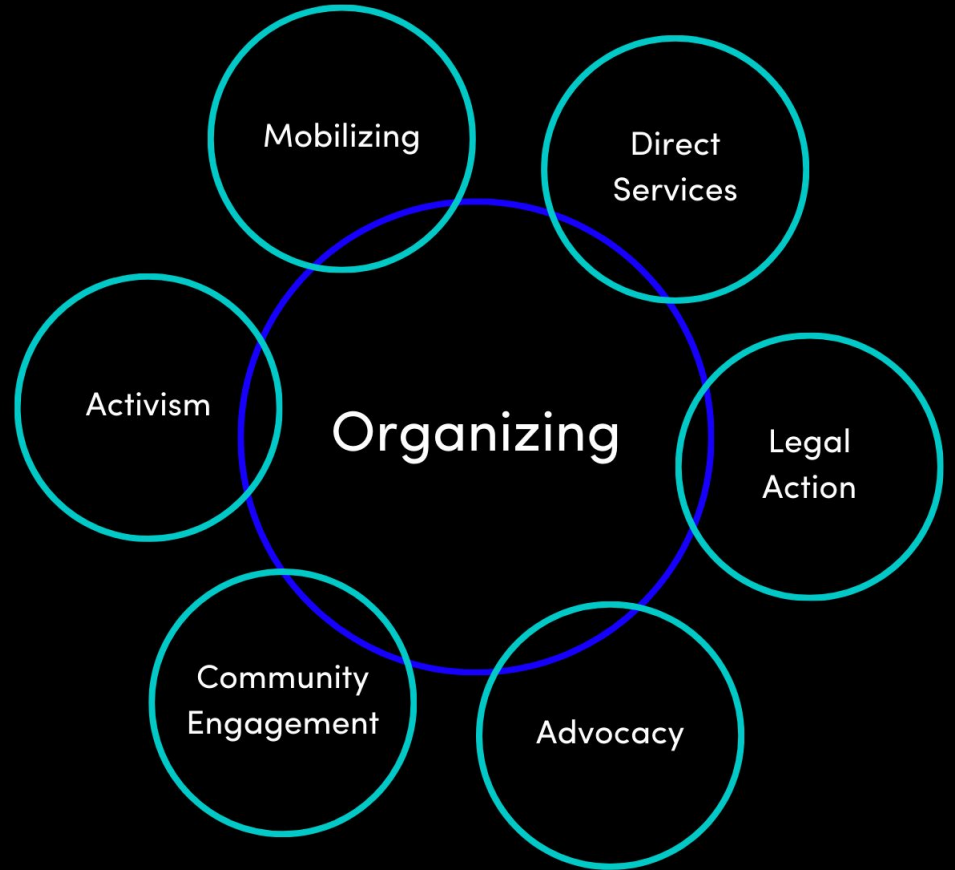 Mobilizing
Direct
Services
Activism
Organizing
Legal
Action
Community
Engagement
Advocacy